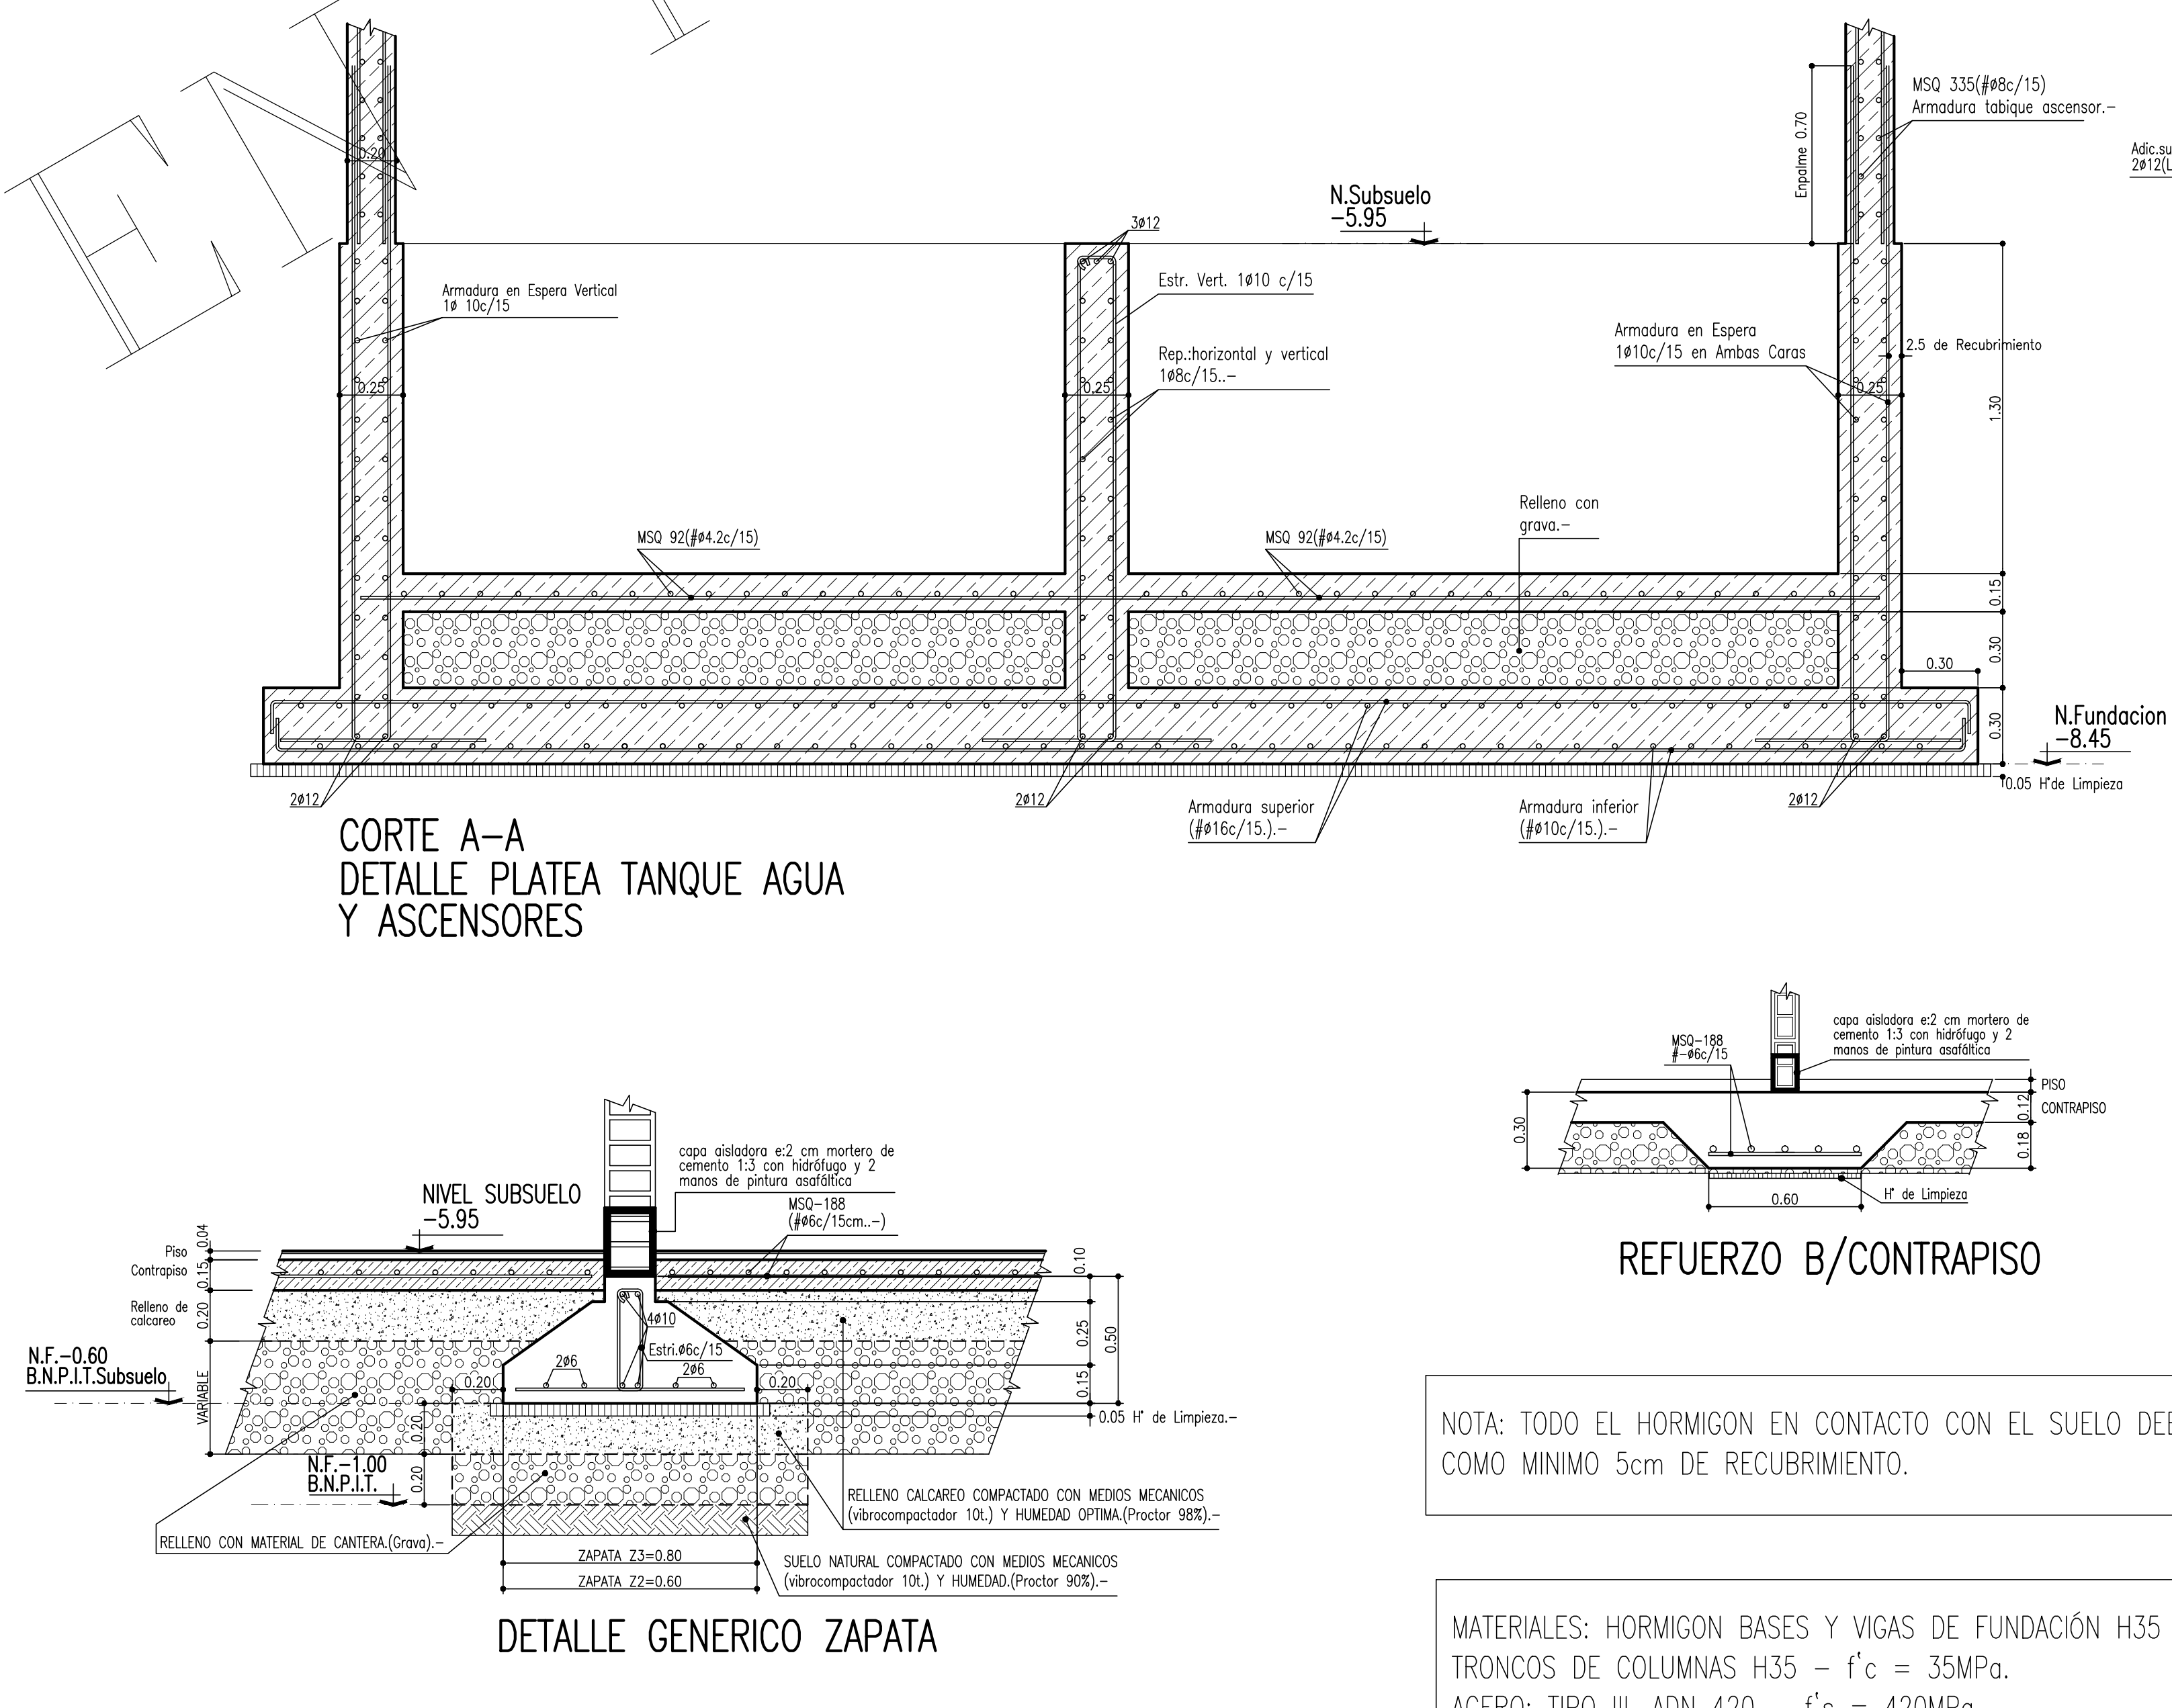 EN
0.20
Enpalme 0.70
MSQ 335(#ø8c/15)
Armadura tabique ascensor.-
2ø12(L
N.Subsuelo
-5.95
3ø12
Armadura en Espera Vertical
1ø 10c/15
Estr. Vert. 1ø10 c/15
Rep.:horizontal y vertical
1ø8c/15..-
Armadura en Espera
1ø10c/15 en Ambas Caras
2.5 de Recubrimiento
0.25
0.25
0.25
1.30
Relleno con
grava.-
MSQ 92(#ø4.2c/15)
MSQ 92(#ø4.2c/15)
0.15
0.30
0.30
0.30
N.Fundacion
-8.45
0.05 H°de Limpieza
2ø12
2ø12
2ø12
Armadura superior
(#ø16c/15.).-
Armadura inferior
(#ø10c/15.).-
CORTE A-A
DETALLE PLATEA TANQUE AGUA
Y ASCENSORES
capa aisladora e:2 cm mortero de
cemento 1:3 con hidrófugo y 2
manos de pintura asafáltica
MSQ-188
#-ø6c/15
PISO
CONTRAPISO
0.12
0.18
0.30
0.60
H° de Limpieza
REFUERZO B/CONTRAPISO
capa aisladora e:2 cm mortero de
cemento 1:3 con hidrófugo y 2
manos de pintura asafáltica
MSQ-188
(#ø6c/15cm..-)
NIVEL SUBSUELO
-5.95
Piso
0.04
Contrapiso
0.15
Relleno de
calcareo
0.20
VARIABLE
N.F.-0.60
B.N.P.I.T.Subsuelo
0.10
0.25
0.50
0.15
4ø10
Estri.ø6c/15
2ø6
2ø6
0.20
0.20
0.05 H° de Limpieza.-
0.20
0.20
N.F.-1.00
B.N.P.I.T.
RELLENO CON MATERIAL DE CANTERA.(Grava).-
RELLENO CALCAREO COMPACTADO CON MEDIOS MECANICOS
(vibrocompactador 10t.) Y HUMEDAD OPTIMA.(Proctor 98%).-
SUELO NATURAL COMPACTADO CON MEDIOS MECANICOS
(vibrocompactador 10t.) Y HUMEDAD.(Proctor 90%).-
ZAPATA Z3=0.80
ZAPATA Z2=0.60
DETALLE GENERICO ZAPATA
NOTA: TODO EL HORMIGON EN CONTACTO CON EL SUELO
COMO MINIMO 5cm DE RECUBRIMIENTO.
MATERIALES: HORMIGON BASES Y VIGAS DE FUNDACIÓN H35
TRONCOS DE COLUMNAS H35 - f'c = 35MPa.
ACERO: TIPO III ADN 420 - f's = 420MPa